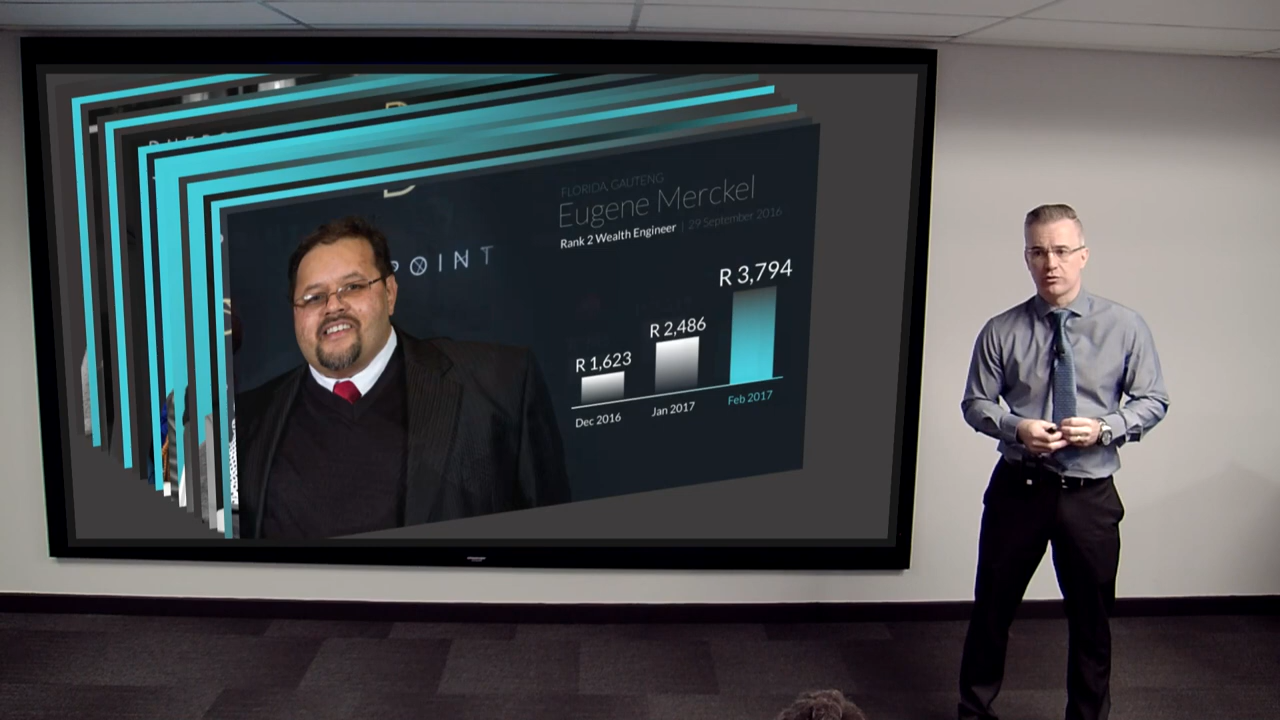 FLORIDA, GAUTENG
Eugene Merckel
Rank 2 Wealth Engineer | 29 September 2016
POINT
R 3,794
R 2,486
R 1,623
Dec 2016
Jan 2017
Feb 2017